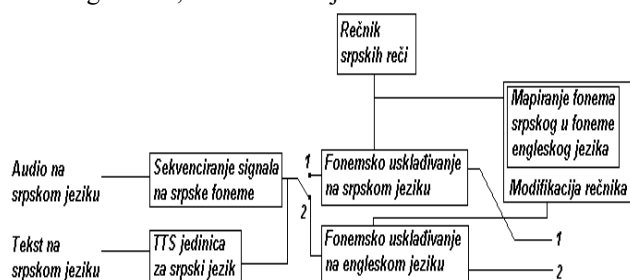 Rečnik
srpskih reči
Mapiranje fonema
srpskog u foneme
engleskog jezika
Modifikacija rečnika
Audio na
srpskom jeziku
Sekvenciranje signala
na srpske foneme
1
2
Fonemsko usklađivanje
na srpskom jeziku
1
Tekst na
srpskom jeziku
TTS jedinica
za srpski jezik
Fonemsko usklađivanje
na engleskom jeziku
2